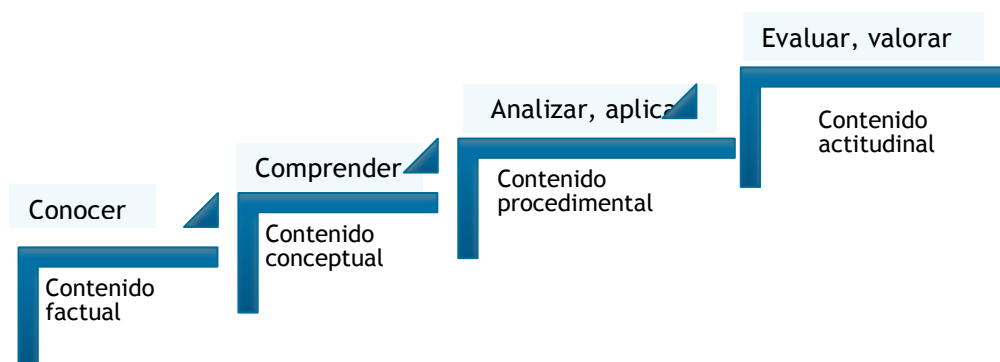 Evaluar, valorar
Contenido
actitudinal
Analizar, aplica
Contenido
procedimental
Comprender
Contenido
conceptual
Conocer
Contenido
factual